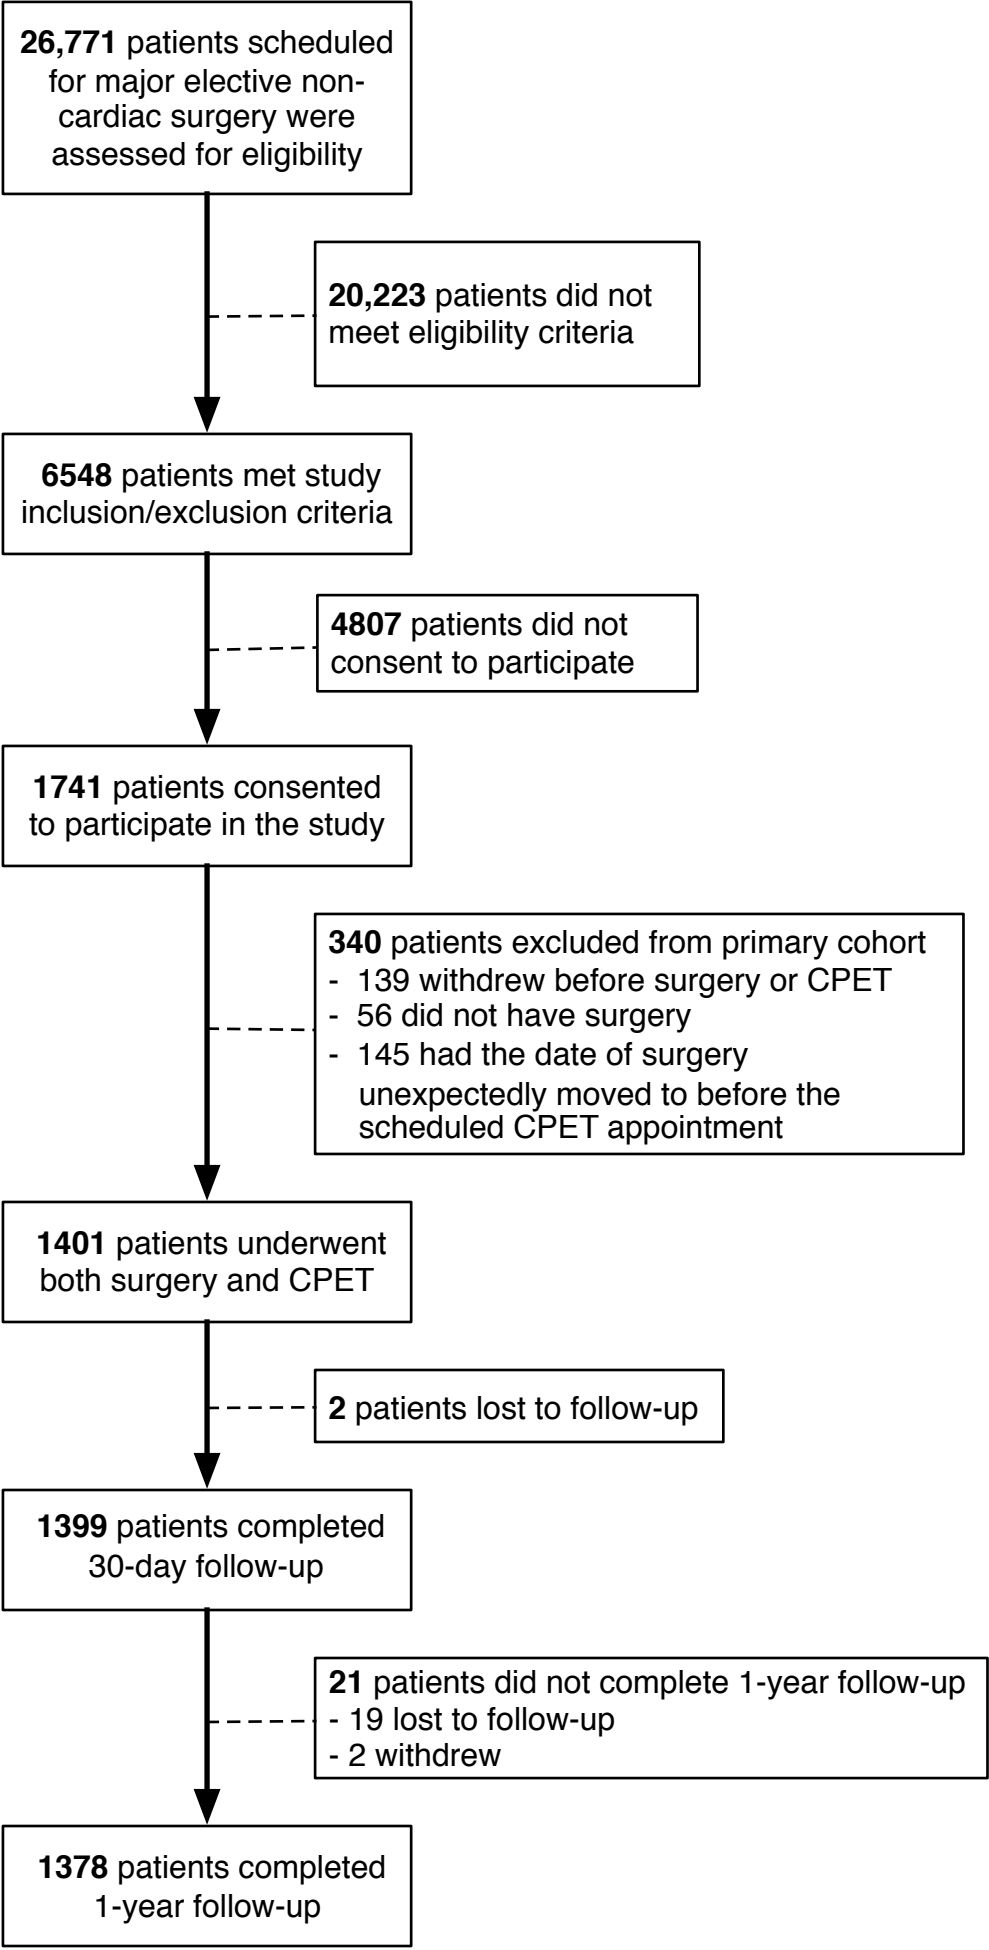 26,771 patients scheduled
for major elective non-
cardiac surgery were
assessed for eligibility
20,223 patients did not
meet eligibility criteria
6548 patients met study
inclusion/exclusion criteria
4807 patients did not
consent to participate
1741 patients consented
to participate in the study
340 patients excluded from primary cohort
- 139 withdrew before surgery or CPET
- 56 did not have surgery
- 145 had the date of surgery
unexpectedly moved to before the
scheduled CPET appointment
1401 patients underwent
both surgery and CPET
2 patients lost to follow-up
1399 patients completed
30-day follow-up
21 patients did not complete 1-year follow-up
- 19 lost to follow-up
- 2 withdrew
1378 patients completed
1-year follow-up